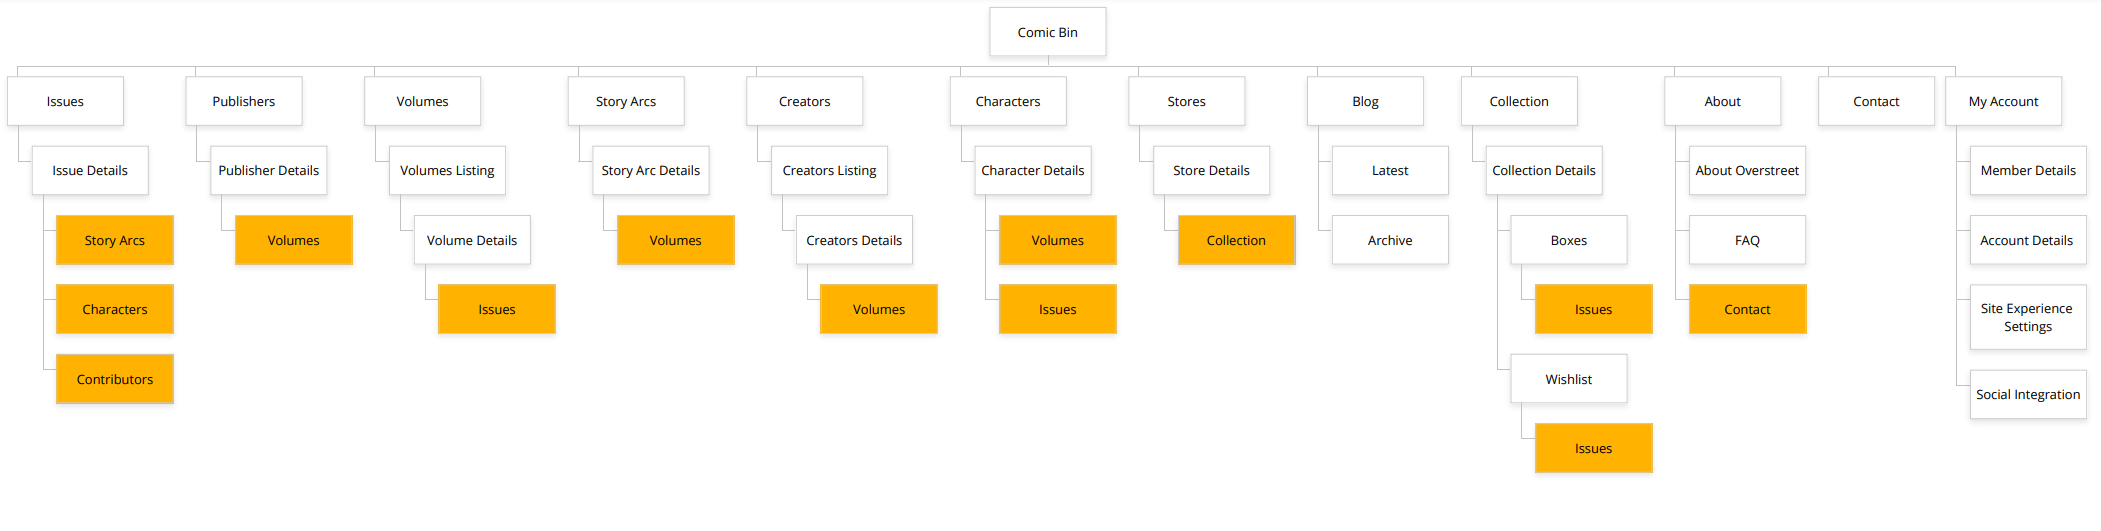 Comic Bin
Issues
Publishers
Volumes
Story Arcs
Creators
Characters
Stores
Blog
Collection
About
Contact
My Account
Issue Details
Publisher Details
Volumes Listing
Story Arc Details
Creators Listing
Character Details
Store Details
Latest
Collection Details
About Overstreet
Member Details
Story Arcs
Volumes
Volume Details
Volumes
Creators Details
Volumes
Collection
Archive
Boxes
FAQ
Account Details
Characters
Issues
Volumes
Issues
Issues
Contact
Site Experience
Settings
Contributors
Wishlist
Social Integration
Issues